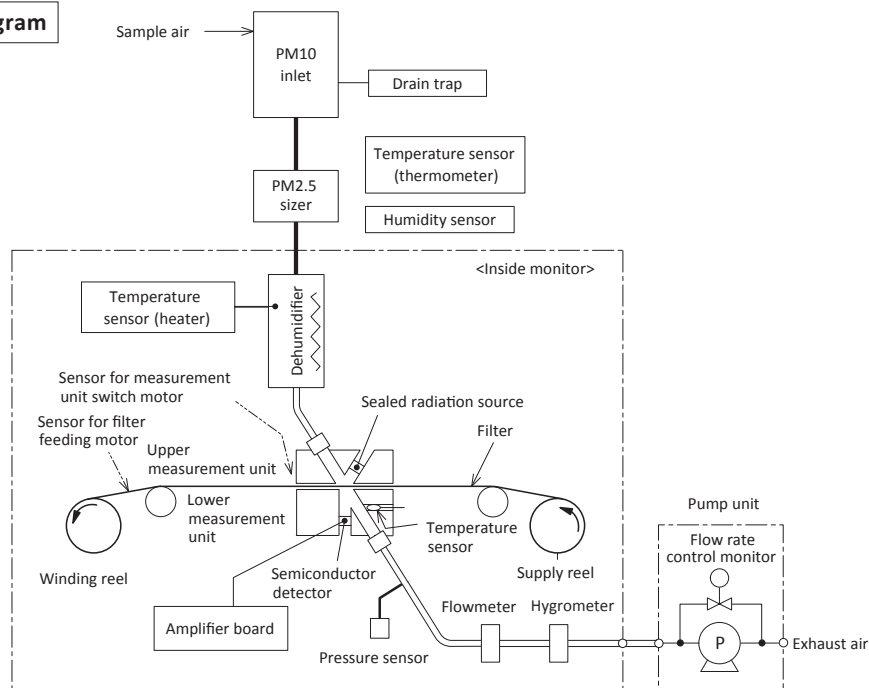 gram
Sample air
PM10
inlet
Drain trap
Temperature sensor
(thermometer)
PM2.5
sizer
Humidity sensor
<Inside monitor>
Temperature
sensor (heater)
Dehumidifier
Sensor for measurement
unit switch motor
Sealed radiation source
Sensor for filter
feeding motor
Filter
Upper
measurement unit
Lower
measurement
unit
Temperature
sensor
Pump unit
Flow rate
control monitor
Winding reel
Semiconductor
detector
Supply reel
Flowmeter
Hygrometer
Amplifier board
Pressure sensor
P
Exhaust air